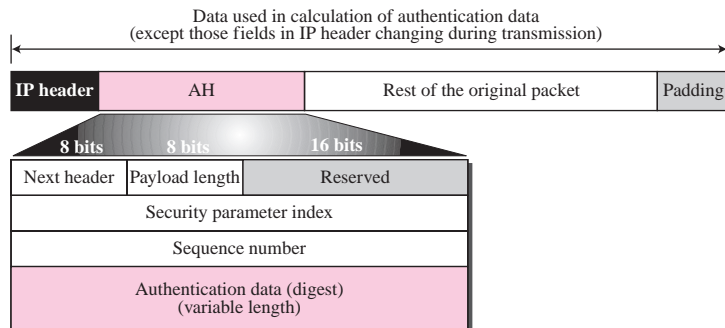 Data used in calculation of authentication data
(except those fields in IP header changing during transmission)
IP header AH Rest of the original packet Padding
8 bits 8 bits 16 bits
Next header Payload length Reserved
Security parameter index
Sequence number
Authentication data (digest)
(variable length)